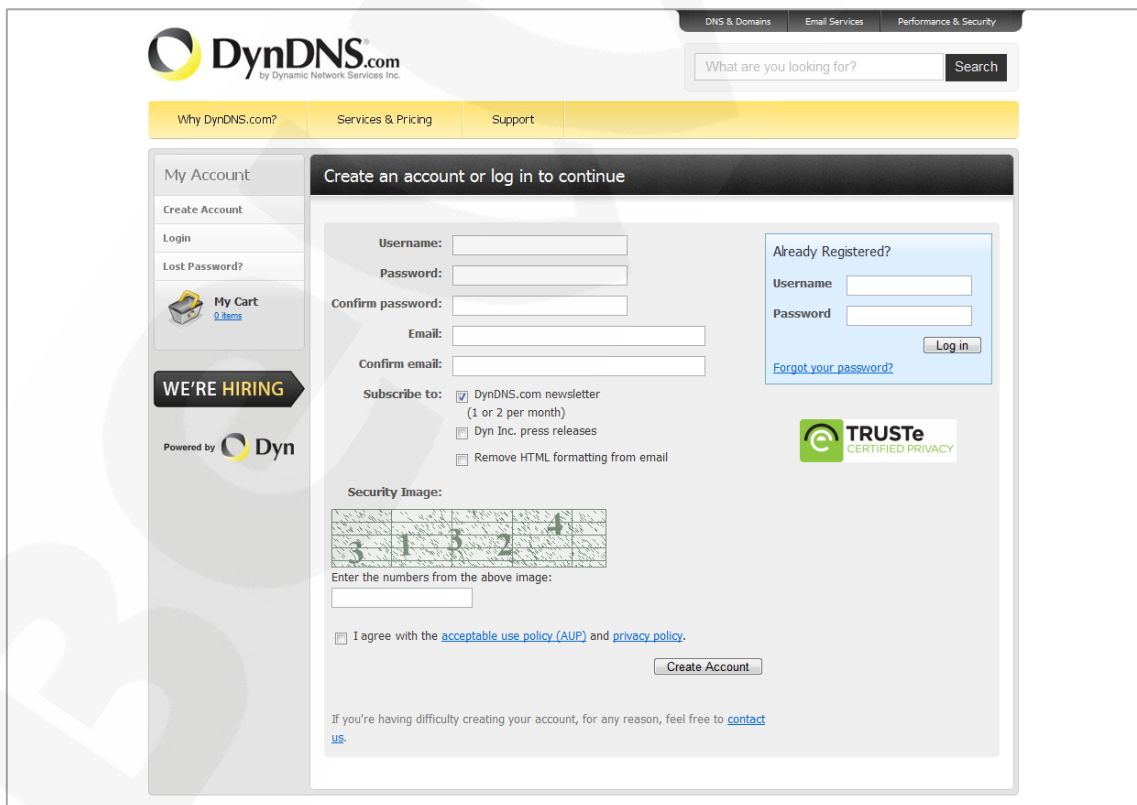 DNS & Domains Email Services Performance & Security
DynDNS.com
by Dynamic Network Services Inc.
What are you looking for? Search
Why DynDNS.com? Services & Pricing Support
My Account
Create Account
Login
Lost Password?
My Cart
0 items
WE'RE HIRING
Powered by Dyn
Create an account or log in to continue
Username:
Password:
Confirm password:
Email:
Confirm email:
Subscribe to: DynDNS.com newsletter
(1 or 2 per month)
Dyn Inc. press releases
Remove HTML formatting from email
Security Image:
3 1 3 2 4
Enter the numbers from the above image:
I agree with the acceptable use policy (AUP) and privacy policy.
Create Account
If you're having difficulty creating your account, for any reason, feel free to contact
us.
Already Registered?
Username
Password
Log in
Forgot your password?
TRUSTe
CERTIFIED PRIVACY